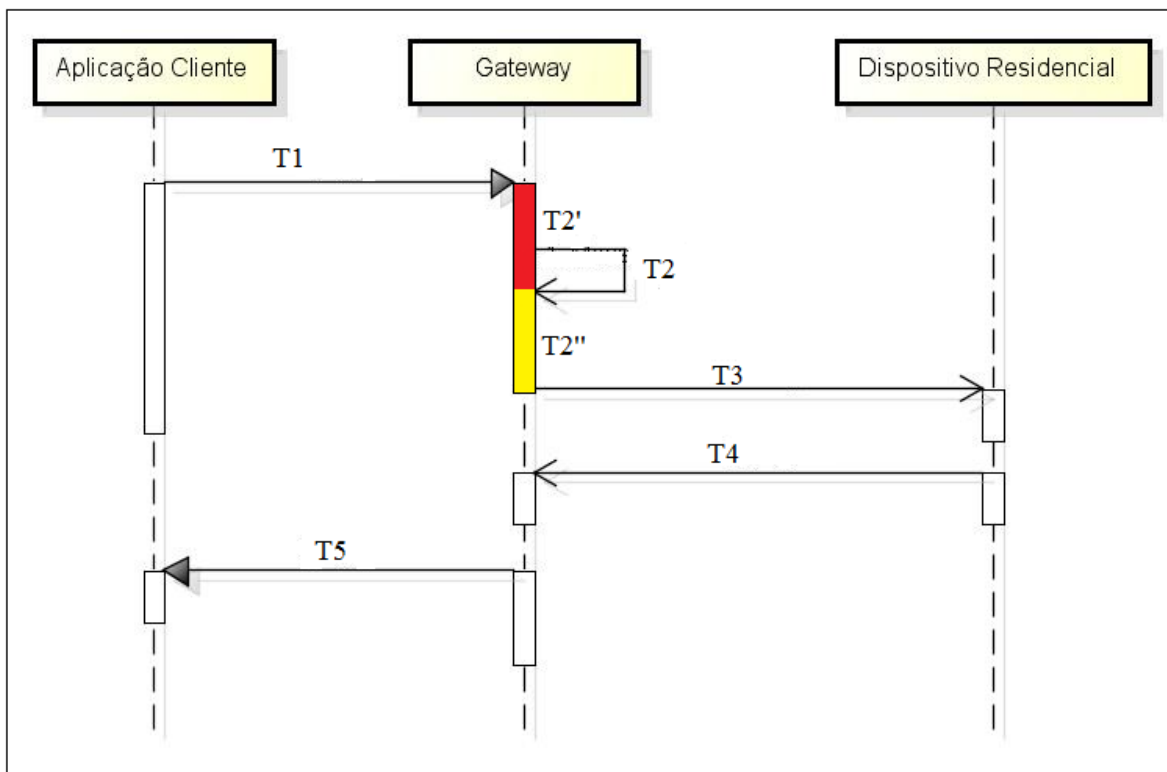 Aplicação Cliente
Gateway
Dispositivo Residencial
T1
T2'
T2
T2''
T3
T4
T5